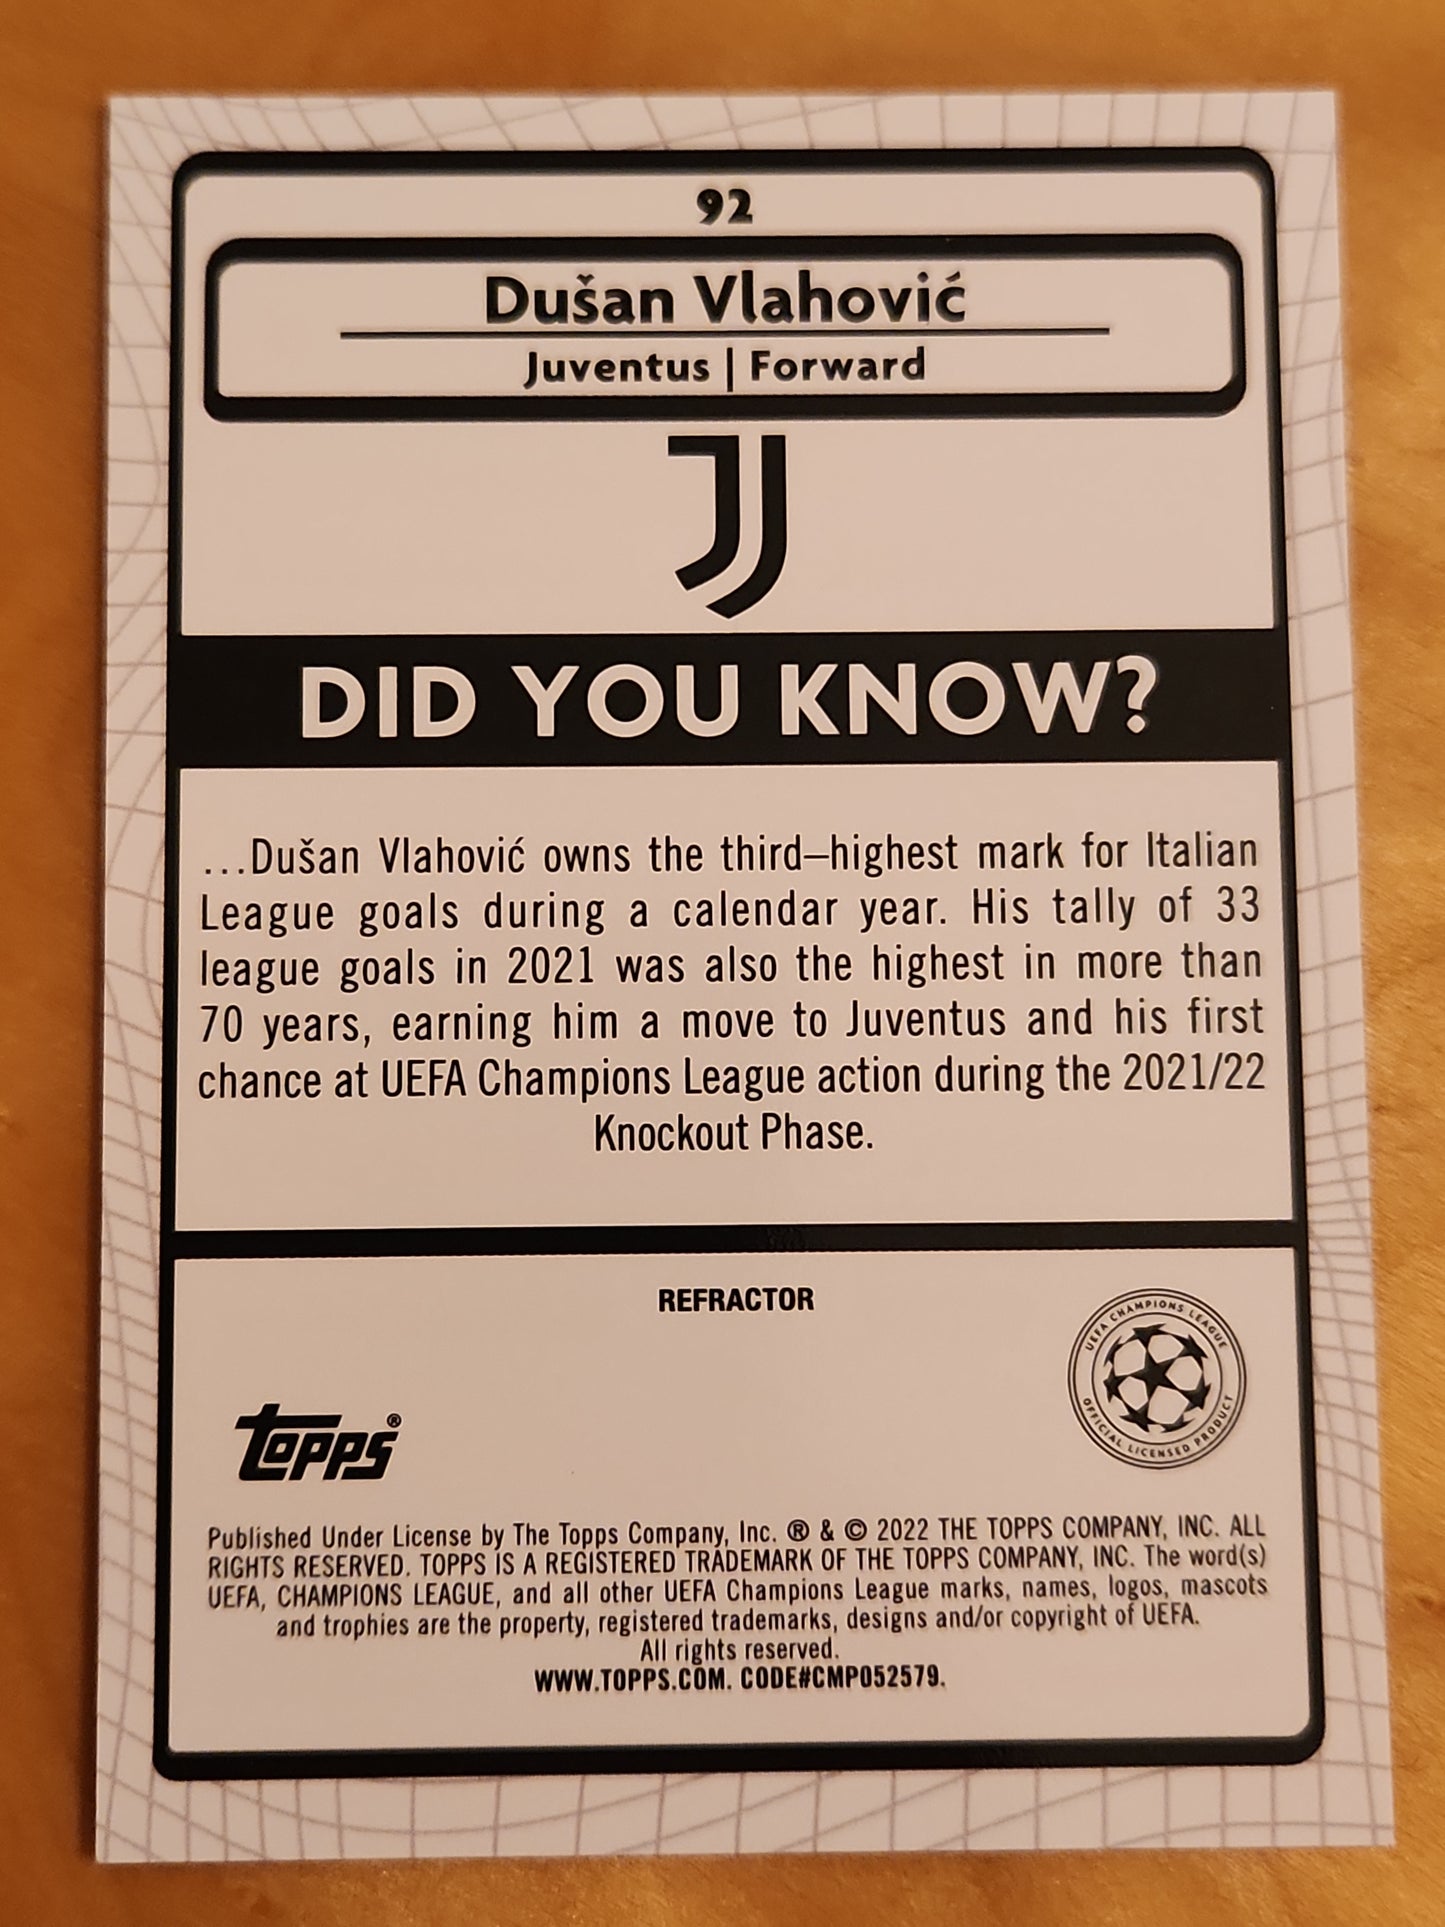 92
Dušan Vlahović
Juventus | Forward
DID YOU KNOW?
...Dušan Vlahović owns the third–highest mark for Italian
League goals during a calendar year. His tally of 33
league goals in 2021 was also the highest in more than
70 years, earning him a move to Juventus and his first
chance at UEFA Champions League action during the 2021/22
Knockout Phase.
REFRACTOR
UEFA CHAMPIONS LEAGUE
OFFICIAL LICENSED PRODUCT
Topps®
Published Under License by The Topps Company, Inc. ® & © 2022 THE TOPPS COMPANY, INC. ALL
RIGHTS RESERVED. TOPPS IS A REGISTERED TRADEMARK OF THE TOPPS COMPANY, INC. The word(s)
UEFA, CHAMPIONS LEAGUE, and all other UEFA Champions League marks, names, logos, mascots
and trophies are the property, registered trademarks, designs and/or copyright of UEFA.
All rights reserved.
WWW.TOPPS.COM. CODE#CMP052579.